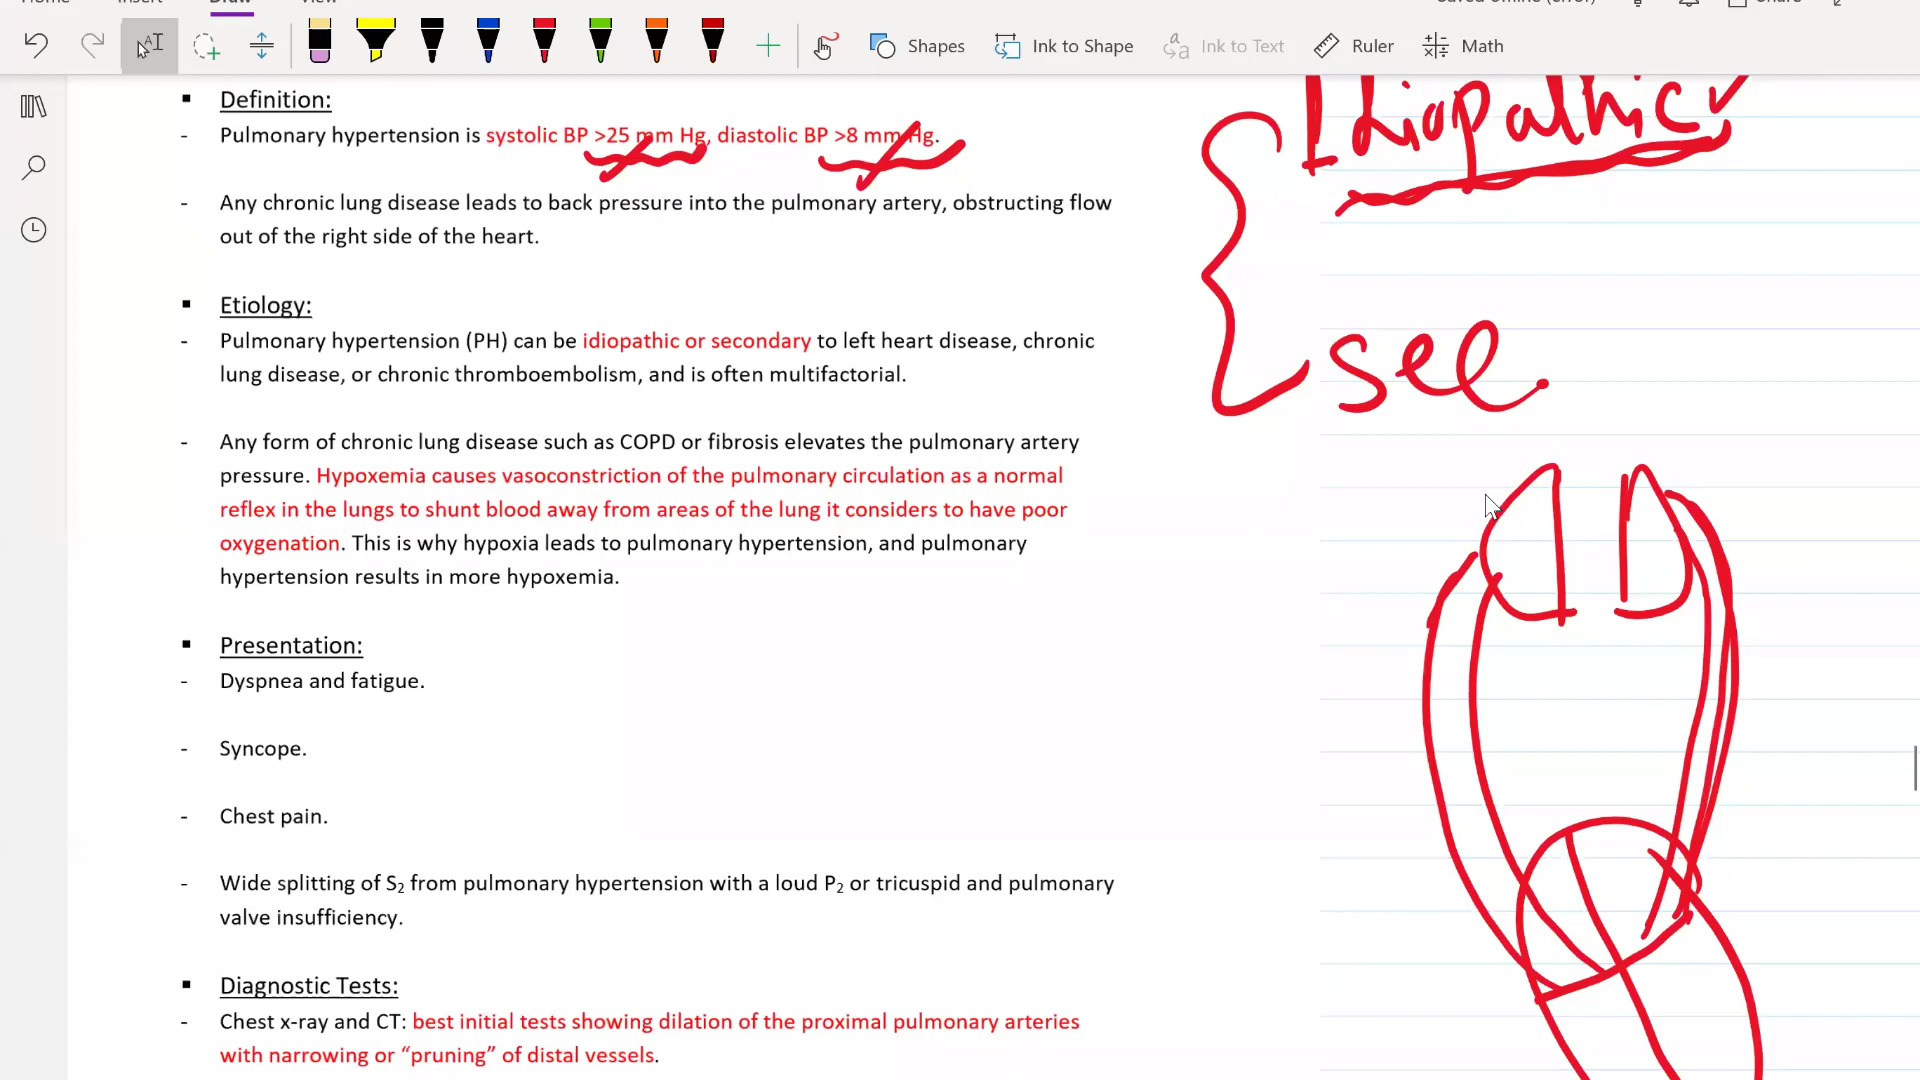 Home Insert Draw View Saved online (error) Share
Shapes Ink to Shape Ink to Text Ruler Math
Definition:
- Pulmonary hypertension is systolic BP >25 mm Hg, diastolic BP >8 mm Hg.
- Any chronic lung disease leads to back pressure into the pulmonary artery, obstructing flow
out of the right side of the heart.
Etiology:
- Pulmonary hypertension (PH) can be idiopathic or secondary to left heart disease, chronic
lung disease, or chronic thromboembolism, and is often multifactorial.
- Any form of chronic lung disease such as COPD or fibrosis elevates the pulmonary artery
pressure. Hypoxemia causes vasoconstriction of the pulmonary circulation as a normal
reflex in the lungs to shunt blood away from areas of the lung it considers to have poor
oxygenation. This is why hypoxia leads to pulmonary hypertension, and pulmonary
hypertension results in more hypoxemia.
Presentation:
- Dyspnea and fatigue.
- Syncope.
- Chest pain.
- Wide splitting of S2 from pulmonary hypertension with a loud P2 or tricuspid and pulmonary
valve insufficiency.
Diagnostic Tests:
- Chest x-ray and CT: best initial tests showing dilation of the proximal pulmonary arteries
with narrowing or “pruning” of distal vessels.
Idiopathic
sec.